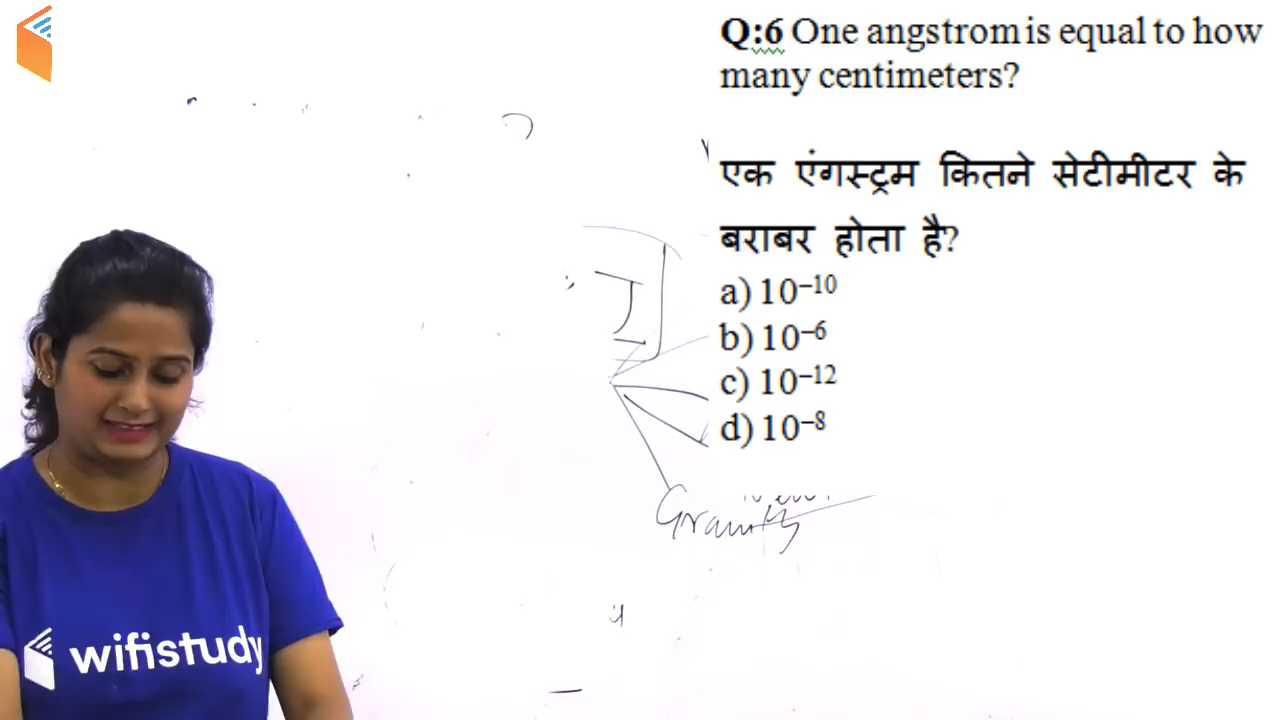 Q:6 One angstrom is equal to how
many centimeters?
एक एंगस्ट्रम कितने सेटीमीटर के
बराबर होता है?
a) 10⁻¹⁰
b) 10⁻⁶
c) 10⁻¹²
d) 10⁻⁸
wifistudy